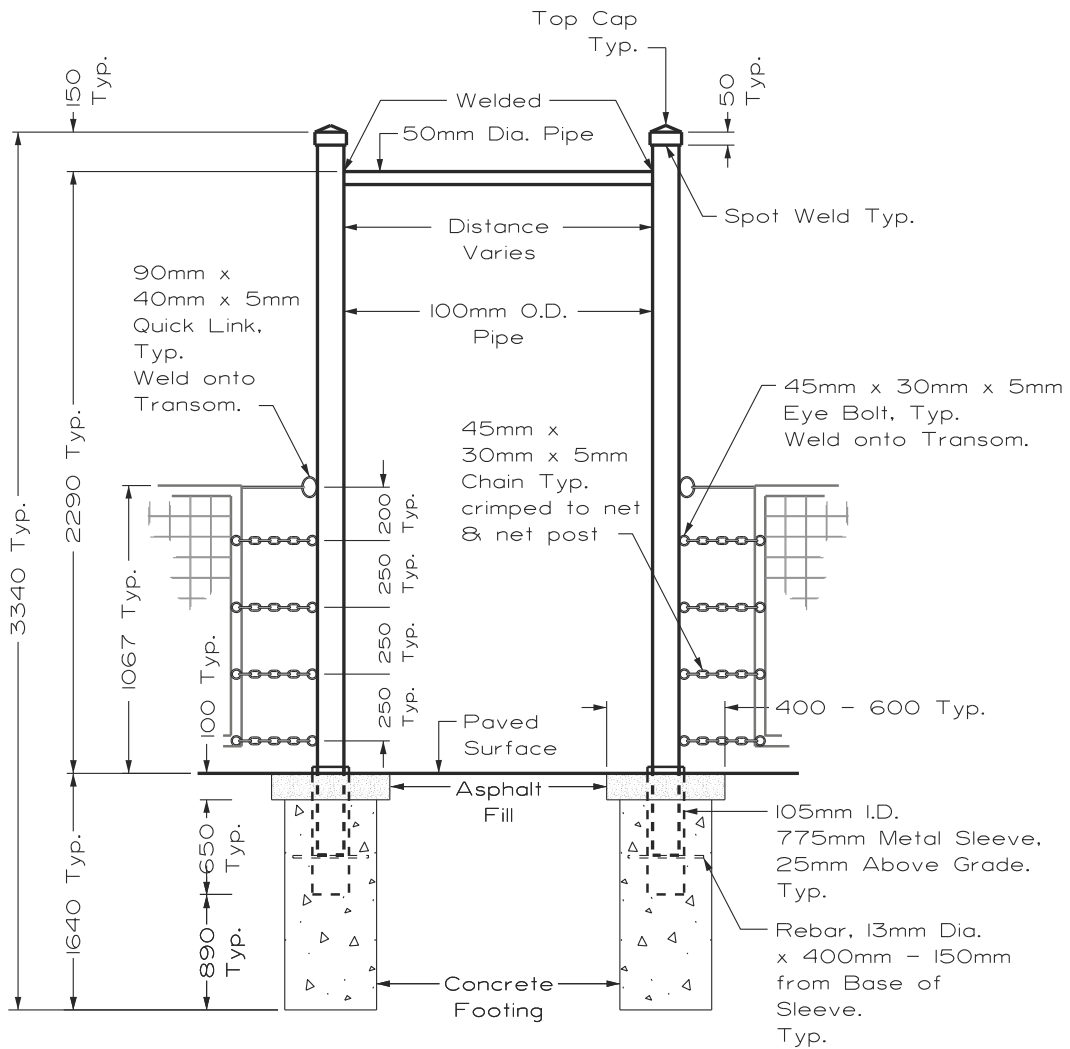 Top Cap
Typ.
150
Typ.
50
Typ.
Welded
50mm Dia. Pipe
Spot Weld Typ.
Distance
Varies
90mm x
40mm x 5mm
Quick Link,
Typ.
Weld onto
Transom.
100mm O.D.
Pipe
45mm x 30mm x 5mm
Eye Bolt, Typ.
Weld onto Transom.
45mm x
30mm x 5mm
Chain Typ.
crimped to net
& net post
3340 Typ.
2290 Typ.
1067 Typ.
100 Typ.
200
Typ.
250
Typ.
250
Typ.
250
Typ.
400 - 600 Typ.
Paved
Surface
Asphalt
Fill
105mm I.D.
775mm Metal Sleeve,
25mm Above Grade.
Typ.
1640 Typ.
650
Typ.
890
Typ.
Rebar, 13mm Dia.
x 400mm - 150mm
from Base of
Sleeve.
Typ.
Concrete
Footing